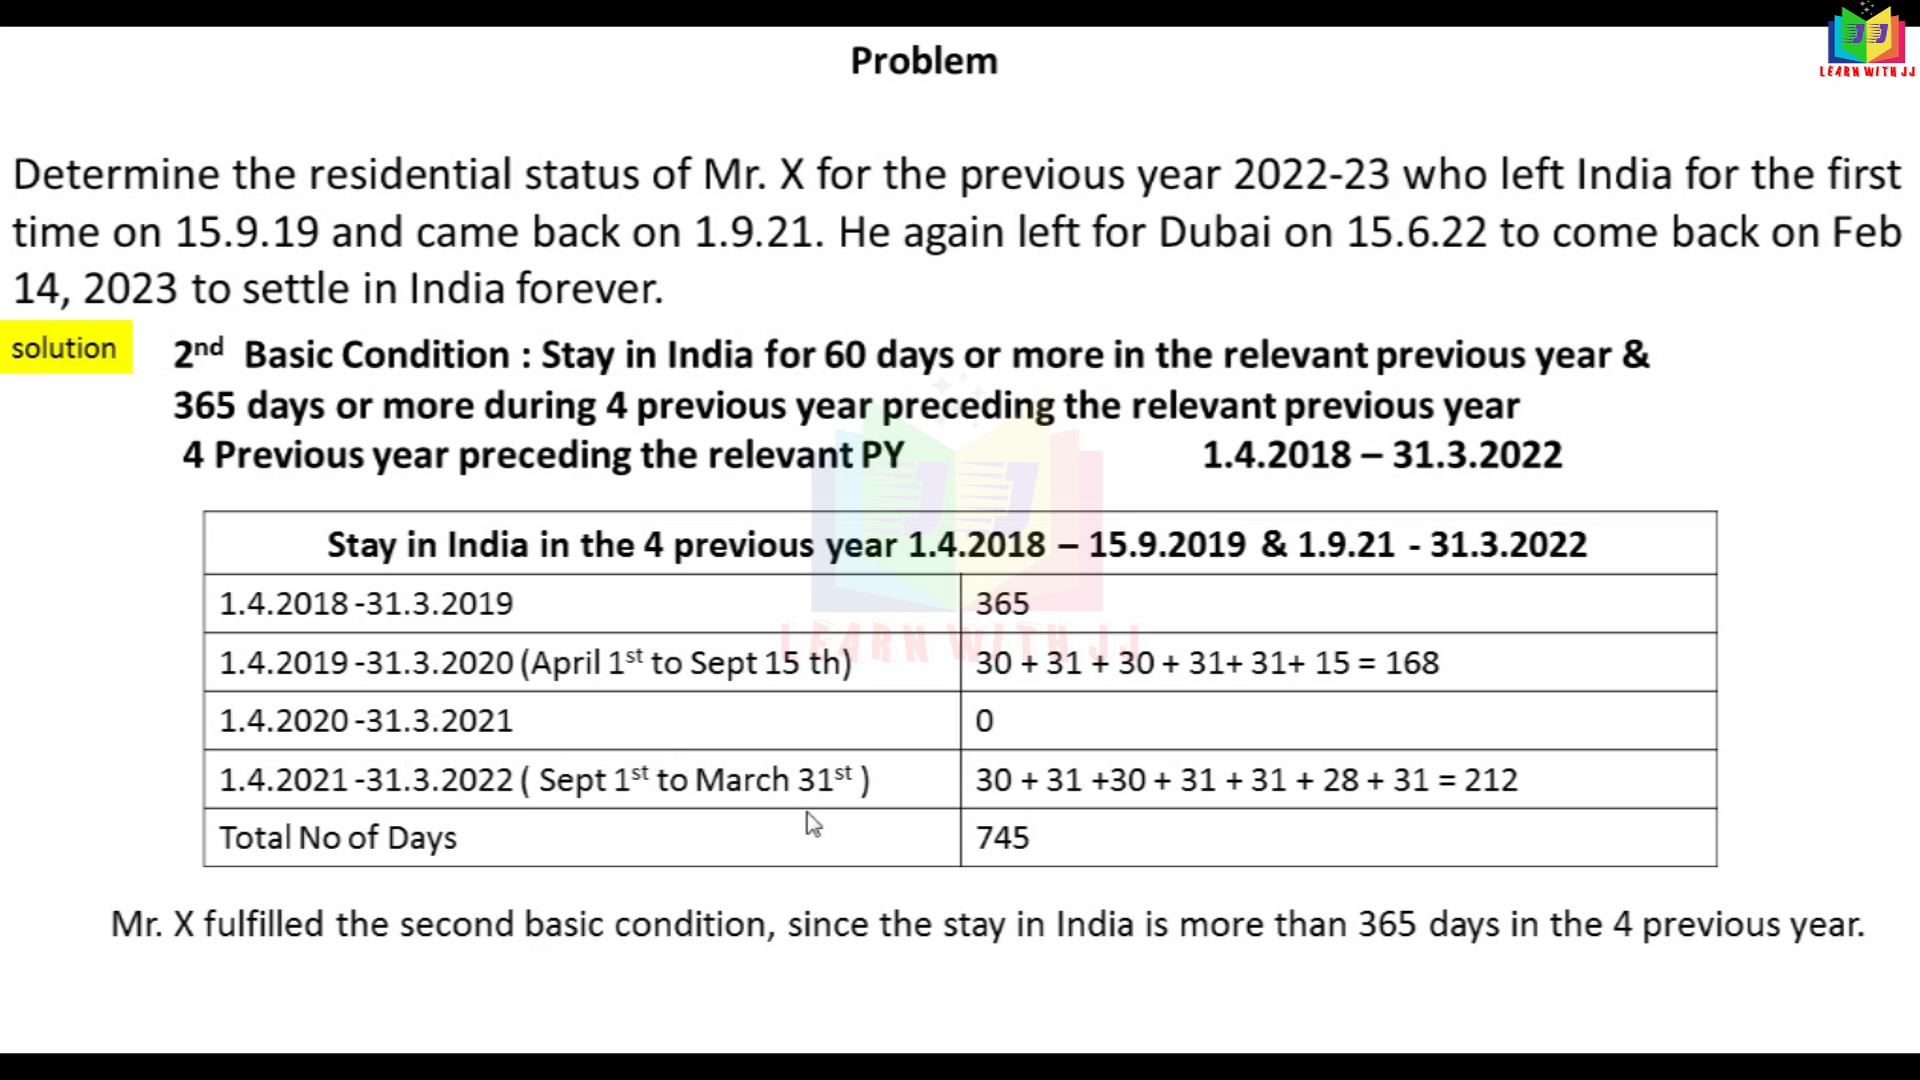 LEARN WITH JJ
Problem
Determine the residential status of Mr. X for the previous year 2022-23 who left India for the first
time on 15.9.19 and came back on 1.9.21. He again left for Dubai on 15.6.22 to come back on Feb
14, 2023 to settle in India forever.
solution
2nd Basic Condition : Stay in India for 60 days or more in the relevant previous year &
365 days or more during 4 previous year preceding the relevant previous year
4 Previous year preceding the relevant PY 1.4.2018 – 31.3.2022
Stay in India in the 4 previous year 1.4.2018 – 15.9.2019 & 1.9.21 - 31.3.2022
1.4.2018 -31.3.2019 365
LEARN WITH JJ
1.4.2019 -31.3.2020 (April 1st to Sept 15 th) 30 + 31 + 30 + 31+ 31+ 15 = 168
1.4.2020 -31.3.2021 0
1.4.2021 -31.3.2022 ( Sept 1st to March 31st ) 30 + 31 +30 + 31 + 31 + 28 + 31 = 212
Total No of Days 745
Mr. X fulfilled the second basic condition, since the stay in India is more than 365 days in the 4 previous year.